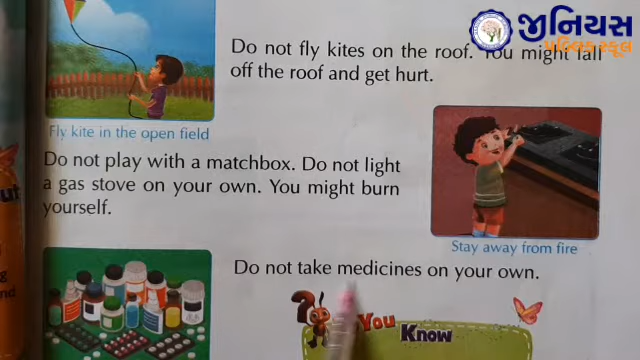 જીનિયસ
પબ્લિક સ્કૂલ
Do not fly kites on the roof. You might fall
off the roof and get hurt.
Fly kite in the open field
Do not play with a matchbox. Do not light
a gas stove on your own. You might burn
yourself.
Stay away from fire
Do not take medicines on your own.
You Know